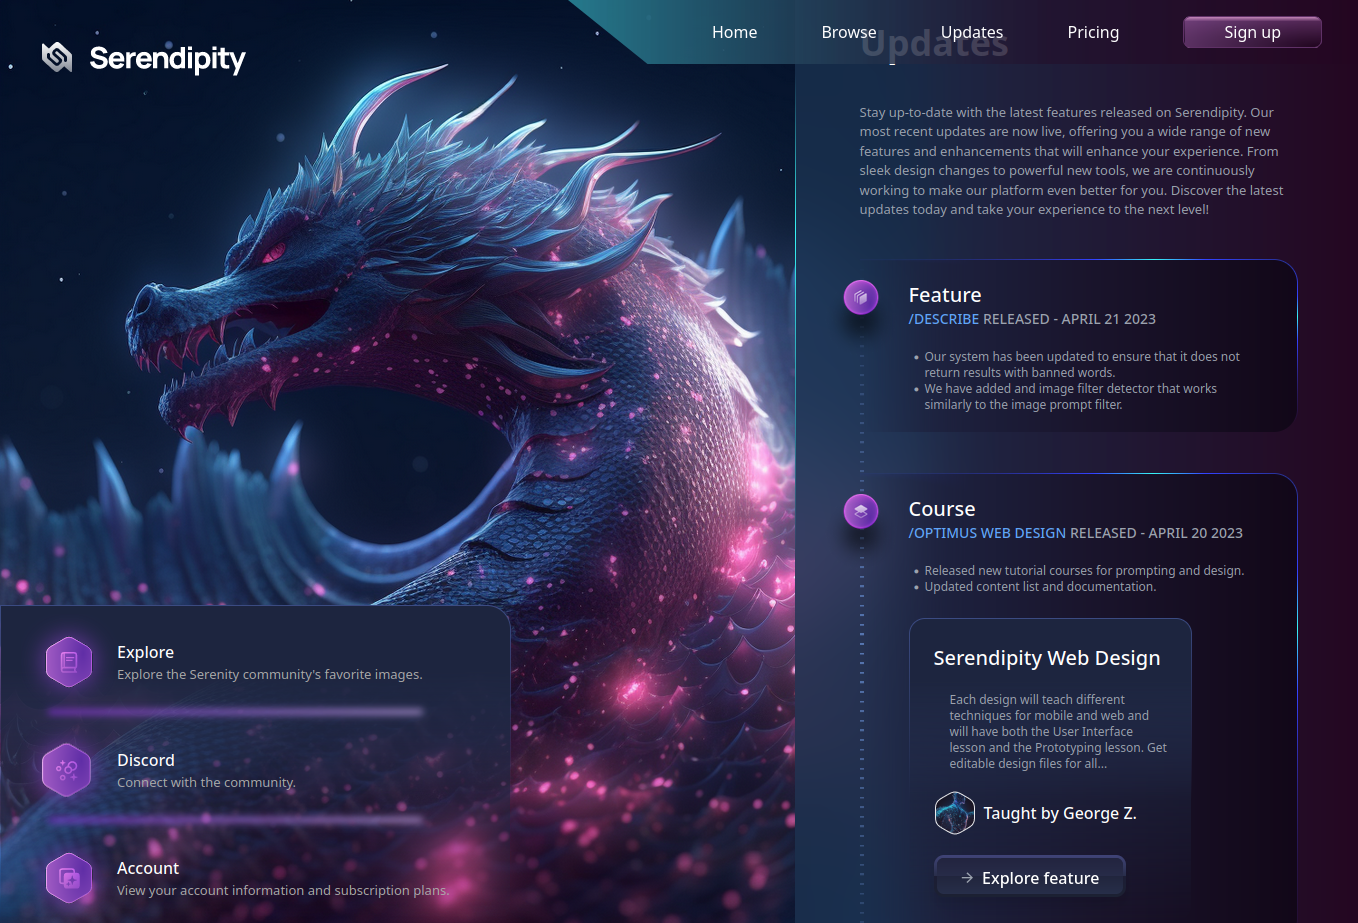 Serendipity
Home
Browse
Updates
Pricing
Sign up
Updates
Stay up-to-date with the latest features released on Serendipity. Our
most recent updates are now live, offering you a wide range of new
features and enhancements that will enhance your experience. From
sleek design changes to powerful new tools, we are continuously
working to make our platform even better for you. Discover the latest
updates today and take your experience to the next level!
Feature
/DESCRIBE RELEASED - APRIL 21 2023
• Our system has been updated to ensure that it does not
return results with banned words.
• We have added and image filter detector that works
similarly to the image prompt filter.
Course
/OPTIMUS WEB DESIGN RELEASED - APRIL 20 2023
• Released new tutorial courses for prompting and design.
• Updated content list and documentation.
Serendipity Web Design
Each design will teach different
techniques for mobile and web and
will have both the User Interface
lesson and the Prototyping lesson. Get
editable design files for all...
Taught by George Z.
→ Explore feature
Explore
Explore the Serenity community's favorite images.
Discord
Connect with the community.
Account
View your account information and subscription plans.